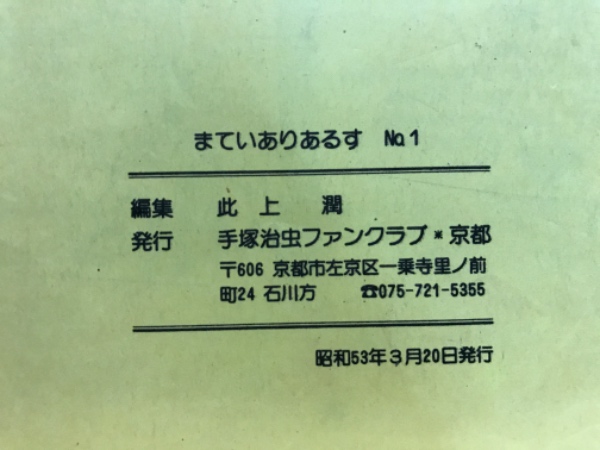 まてぃありあるす No.1
編集 此上 潤
発行 手塚治虫ファンクラブ*京都
〒606 京都市左京区一乗寺里ノ前
町24 石川方 ☎075-721-5355
昭和53年3月20日発行